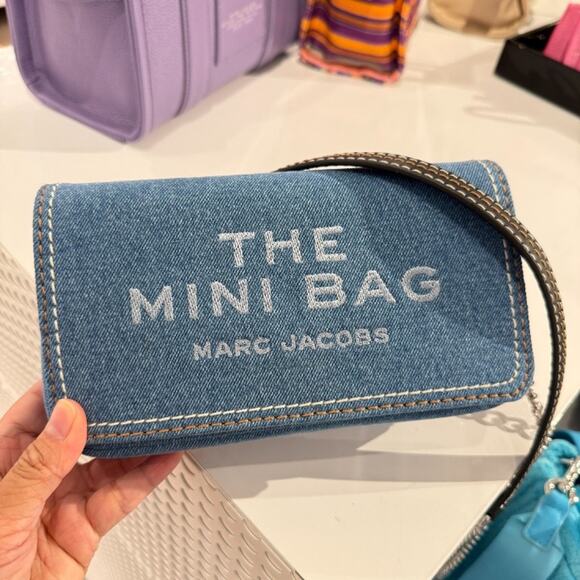 THE
MINI BAG
MARC JACOBS